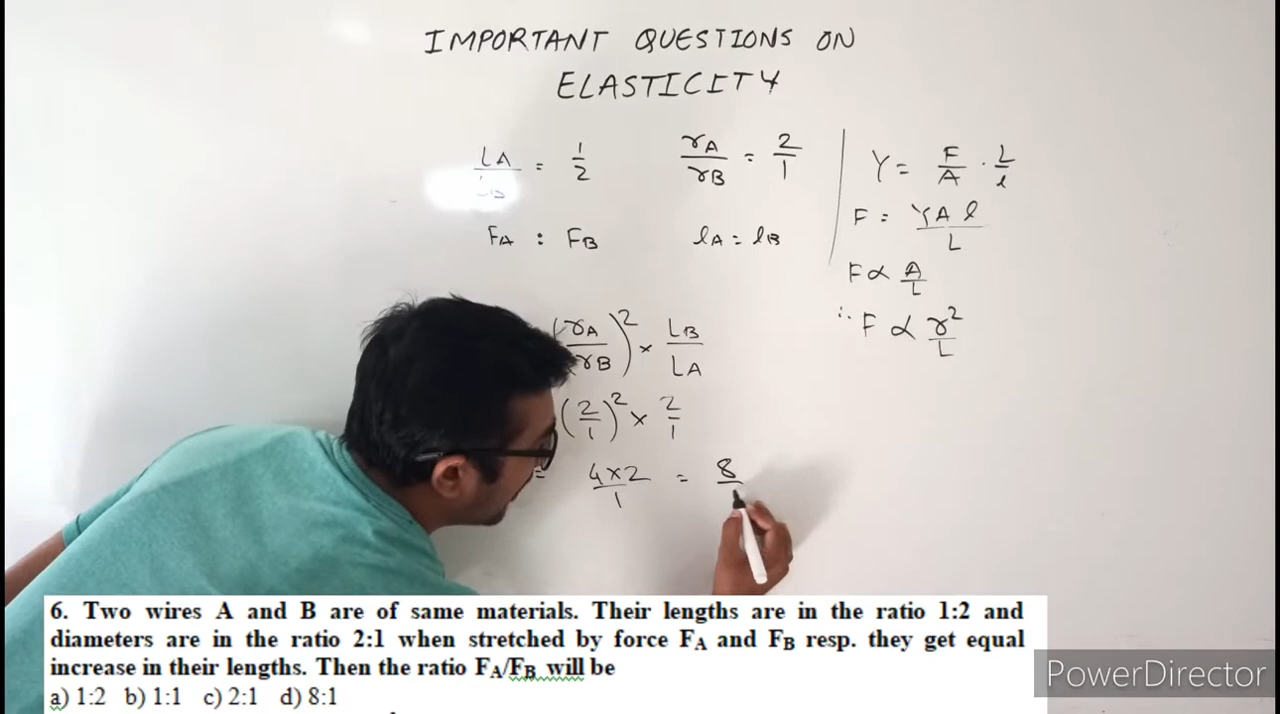 IMPORTANT QUESTIONS ON
ELASTICITY
LA = 1/2
rA/rB = 2/1
Y = F/A . L/l
F = YAl/L
FA : FB
lA = lB
F ∝ A/L
∴ F ∝ r²/L
(rA/rB)² × LB/LA
(2/1)² × 2/1
= 4×2/1 = 8
6. Two wires A and B are of same materials. Their lengths are in the ratio 1:2 and
diameters are in the ratio 2:1 when stretched by force FA and FB resp. they get equal
increase in their lengths. Then the ratio FA/FB will be
a) 1:2 b) 1:1 c) 2:1 d) 8:1
PowerDirector